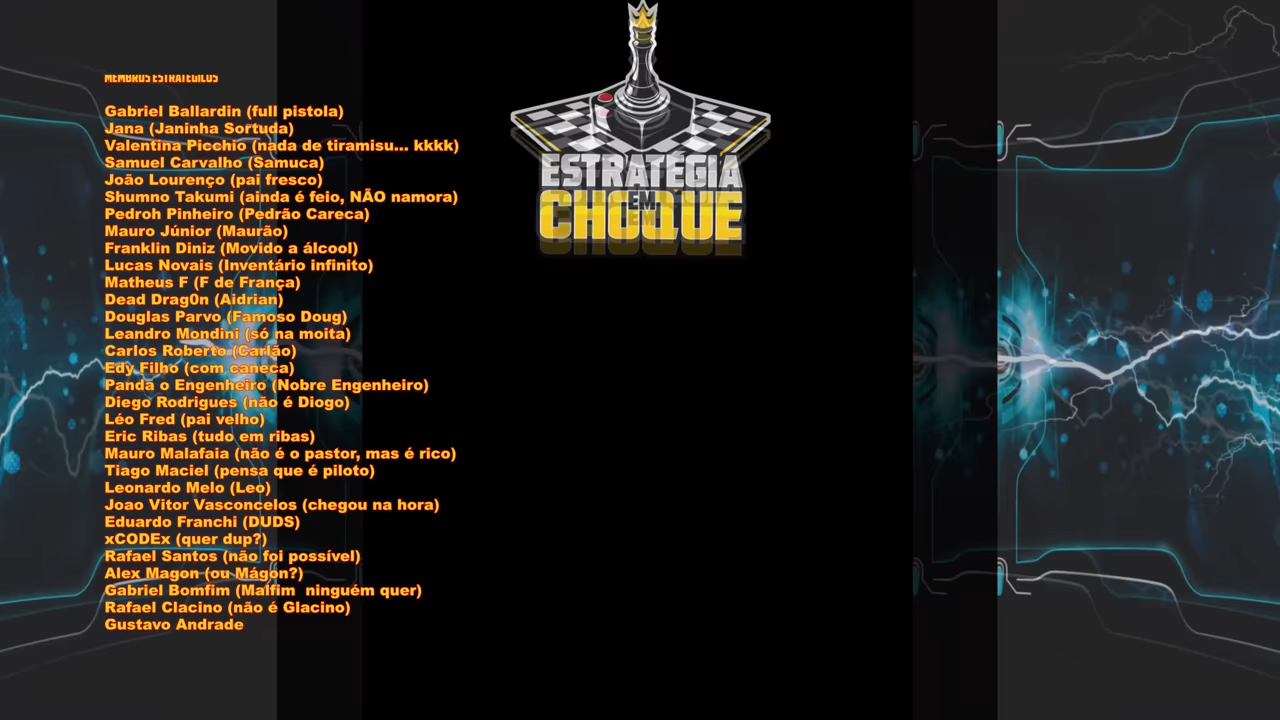 MEMBROS ESTRATÉGICOS
Gabriel Ballardin (full pistola)
Jana (Janinha Sortuda)
Valentina Picchio (nada de tiramisu... kkkk)
Samuel Carvalho (Samuca)
João Lourenço (pai fresco)
Shumno Takumi (ainda é feio, NÃO namora)
Pedroh Pinheiro (Pedrão Careca)
Mauro Júnior (Maurão)
Franklin Diniz (Movido a álcool)
Lucas Novais (Inventário infinito)
Matheus F (F de França)
Dead Drag0n (Aidrian)
Douglas Parvo (Famoso Doug)
Leandro Mondini (só na moita)
Carlos Roberto (Carlão)
Edy Filho (com caneca)
Panda o Engenheiro (Nobre Engenheiro)
Diego Rodrigues (não é Diogo)
Léo Fred (pai velho)
Eric Ribas (tudo em ribas)
Mauro Malafaia (não é o pastor, mas é rico)
Tiago Maciel (pensa que é piloto)
Leonardo Melo (Leo)
Joao Vitor Vasconcelos (chegou na hora)
Eduardo Franchi (DUDS)
xCODEx (quer dup?)
Rafael Santos (não foi possível)
Alex Magon (ou Mágon?)
Gabriel Bomfim (Malfim  ninguém quer)
Rafael Clacino (não é Glacino)
Gustavo Andrade
ESTRATÉGIA
EM
CHOQUE